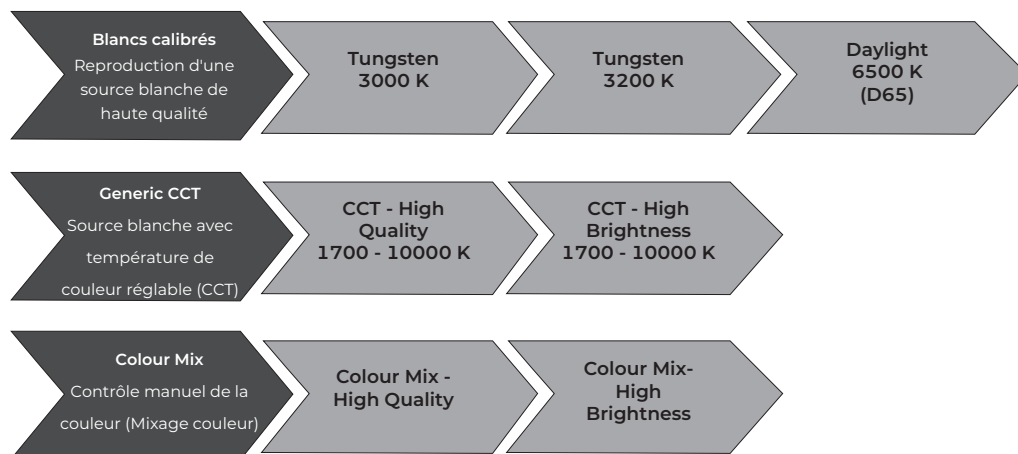 Blancs calibrés
Reproduction d'une
source blanche de
haute qualité
Tungsten
3000 K
Tungsten
3200 K
Daylight
6500 K
(D65)
Generic CCT
Source blanche avec
température de
couleur réglable (CCT)
CCT - High
Quality
1700 - 10000 K
CCT - High
Brightness
1700 - 10000 K
Colour Mix
Contrôle manuel de la
couleur (Mixage couleur)
Colour Mix -
High Quality
Colour Mix-
High
Brightness